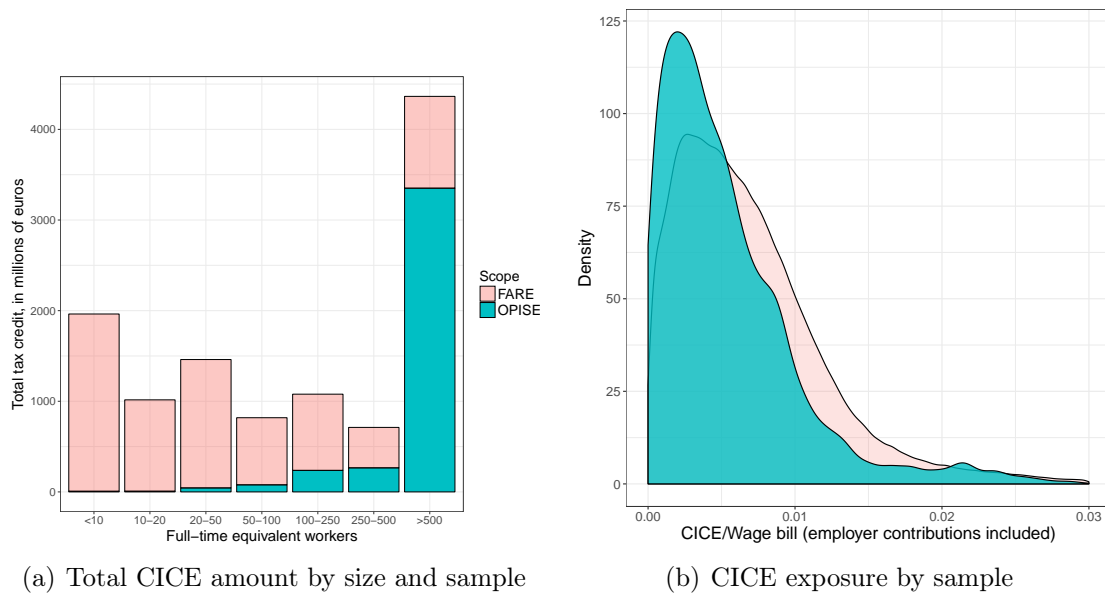 Total tax credit, in millions of euros
4000
3000
2000
1000
0
<10 10−20 20−50 50−100 100−250 250−500 >500
Full−time equivalent workers
Scope
FARE
OPISE
(a) Total CICE amount by size and sample
Density
125
100
75
50
25
0
0.00 0.01 0.02 0.03
CICE/Wage bill (employer contributions included)
(b) CICE exposure by sample